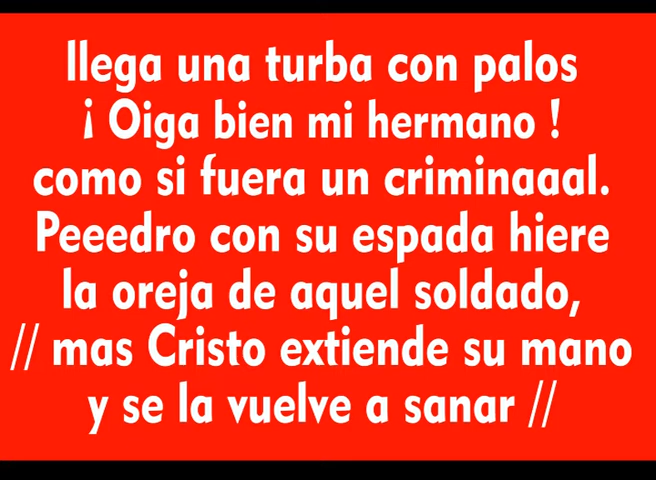 llega una turba con palos
¡ Oiga bien mi hermano !
como si fuera un criminaaal.
Peeedro con su espada hiere
la oreja de aquel soldado,
// mas Cristo extiende su mano
y se la vuelve a sanar //